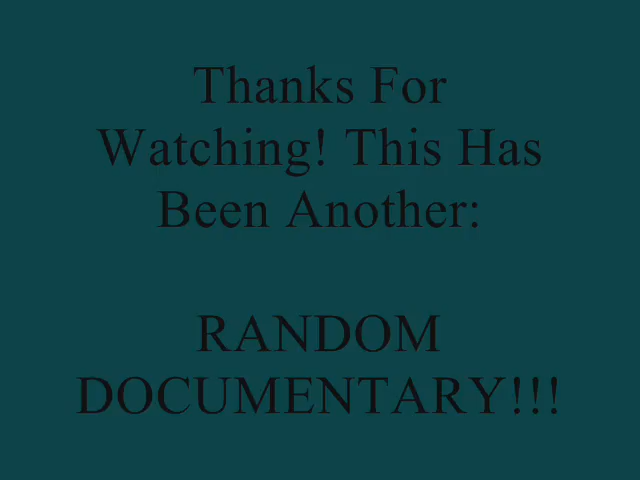 Thanks For
Watching! This Has
Been Another:
RANDOM
DOCUMENTARY!!!